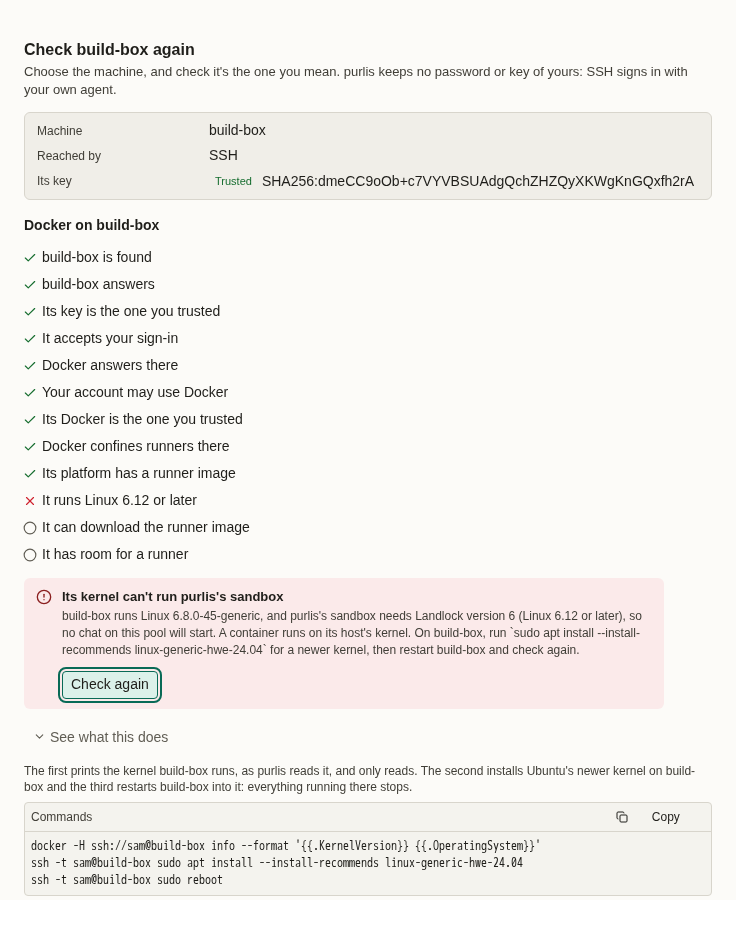 Check build-box again
Choose the machine, and check it's the one you mean. purlis keeps no password or key of yours: SSH signs in with
your own agent.
Machine build-box
Reached by SSH
Its key Trusted SHA256:dmeCC9oOb+c7VYVBSUAdgQchZHZQyXKWgKnGQxfh2rA
Docker on build-box
build-box is found
build-box answers
Its key is the one you trusted
It accepts your sign-in
Docker answers there
Your account may use Docker
Its Docker is the one you trusted
Docker confines runners there
Its platform has a runner image
It runs Linux 6.12 or later
It can download the runner image
It has room for a runner
Its kernel can't run purlis's sandbox
build-box runs Linux 6.8.0-45-generic, and purlis's sandbox needs Landlock version 6 (Linux 6.12 or later), so
no chat on this pool will start. A container runs on its host's kernel. On build-box, run `sudo apt install --install-
recommends linux-generic-hwe-24.04` for a newer kernel, then restart build-box and check again.
Check again
See what this does
The first prints the kernel build-box runs, as purlis reads it, and only reads. The second installs Ubuntu's newer kernel on build-
box and the third restarts build-box into it: everything running there stops.
Commands Copy
docker -H ssh://sam@build-box info --format '{{.KernelVersion}} {{.OperatingSystem}}'
ssh -t sam@build-box sudo apt install --install-recommends linux-generic-hwe-24.04
ssh -t sam@build-box sudo reboot